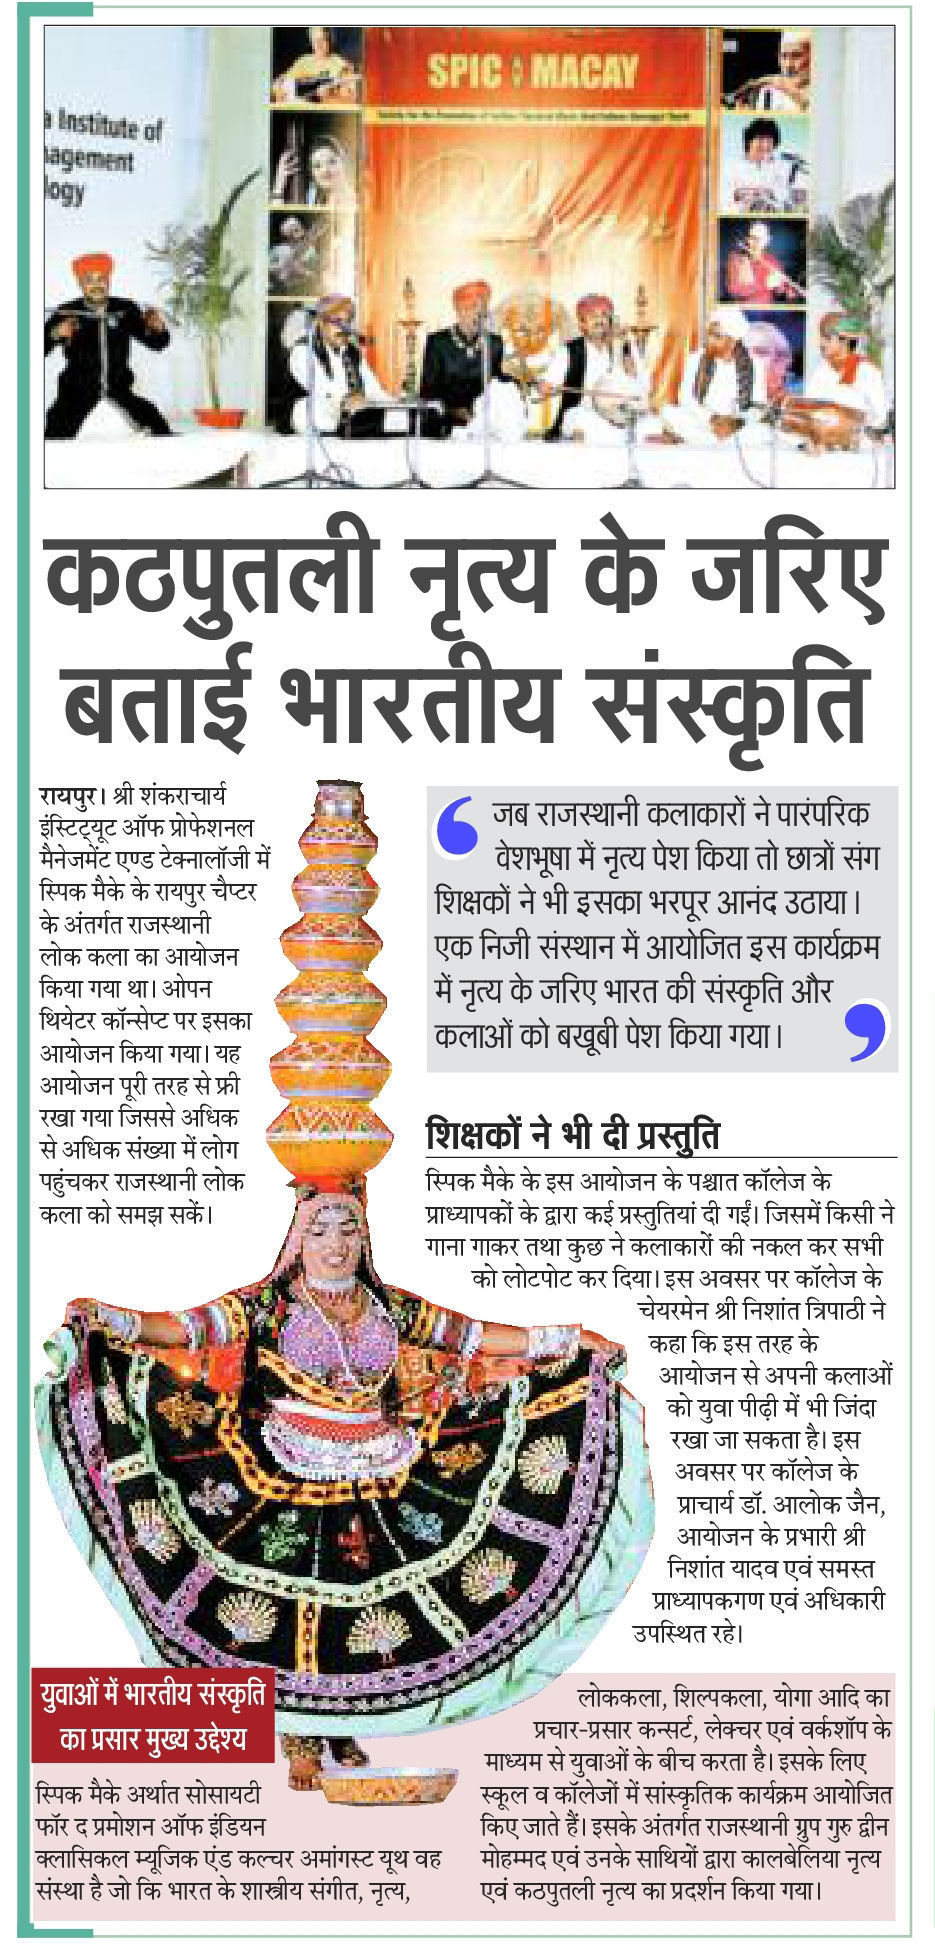 a Institute of
nagement
logy
SPIC MACAY
कठपुतली नृत्य के जरिए
बताई भारतीय संस्कृति
रायपुर। श्री शंकराचार्य
इंस्टिट्यूट ऑफ प्रोफेशनल
मैनेजमेंट एण्ड टेक्नालॉजी में
स्पिक मैके के रायपुर चैप्टर
के अंतर्गत राजस्थानी
लोक कला का आयोजन
किया गया था। ओपन
थियेटर कॉन्सेप्ट पर इसका
आयोजन किया गया। यह
आयोजन पूरी तरह से फ्री
रखा गया जिससे अधिक
से अधिक संख्या में लोग
पहुंचकर राजस्थानी लोक
कला को समझ सकें।
‘ जब राजस्थानी कलाकारों ने पारंपरिक
वेशभूषा में नृत्य पेश किया तो छात्रों संग
शिक्षकों ने भी इसका भरपूर आनंद उठाया।
एक निजी संस्थान में आयोजित इस कार्यक्रम
में नृत्य के जरिए भारत की संस्कृति और
कलाओं को बखूबी पेश किया गया। ’
शिक्षकों ने भी दी प्रस्तुति
स्पिक मैके के इस आयोजन के पश्चात कॉलेज के
प्राध्यापकों के द्वारा कई प्रस्तुतियां दी गईं। जिसमें किसी ने
गाना गाकर तथा कुछ ने कलाकारों की नकल कर सभी
को लोटपोट कर दिया। इस अवसर पर कॉलेज के
चेयरमेन श्री निशांत त्रिपाठी ने
कहा कि इस तरह के
आयोजन से अपनी कलाओं
को युवा पीढ़ी में भी जिंदा
रखा जा सकता है। इस
अवसर पर कॉलेज के
प्राचार्य डॉ. आलोक जैन,
आयोजन के प्रभारी श्री
निशांत यादव एवं समस्त
प्राध्यापकगण एवं अधिकारी
उपस्थित रहे।
युवाओं में भारतीय संस्कृति
का प्रसार मुख्य उद्देश्य
स्पिक मैके अर्थात सोसायटी
फॉर द प्रमोशन ऑफ इंडियन
क्लासिकल म्यूजिक एंड कल्चर अमांगस्ट यूथ वह
संस्था है जो कि भारत के शास्त्रीय संगीत, नृत्य,
लोककला, शिल्पकला, योगा आदि का
प्रचार-प्रसार कन्सर्ट, लेक्चर एवं वर्कशॉप के
माध्यम से युवाओं के बीच करता है। इसके लिए
स्कूल व कॉलेजों में सांस्कृतिक कार्यक्रम आयोजित
किए जाते हैं। इसके अंतर्गत राजस्थानी ग्रुप गुरु द्वीन
मोहम्मद एवं उनके साथियों द्वारा कालबेलिया नृत्य
एवं कठपुतली नृत्य का प्रदर्शन किया गया।